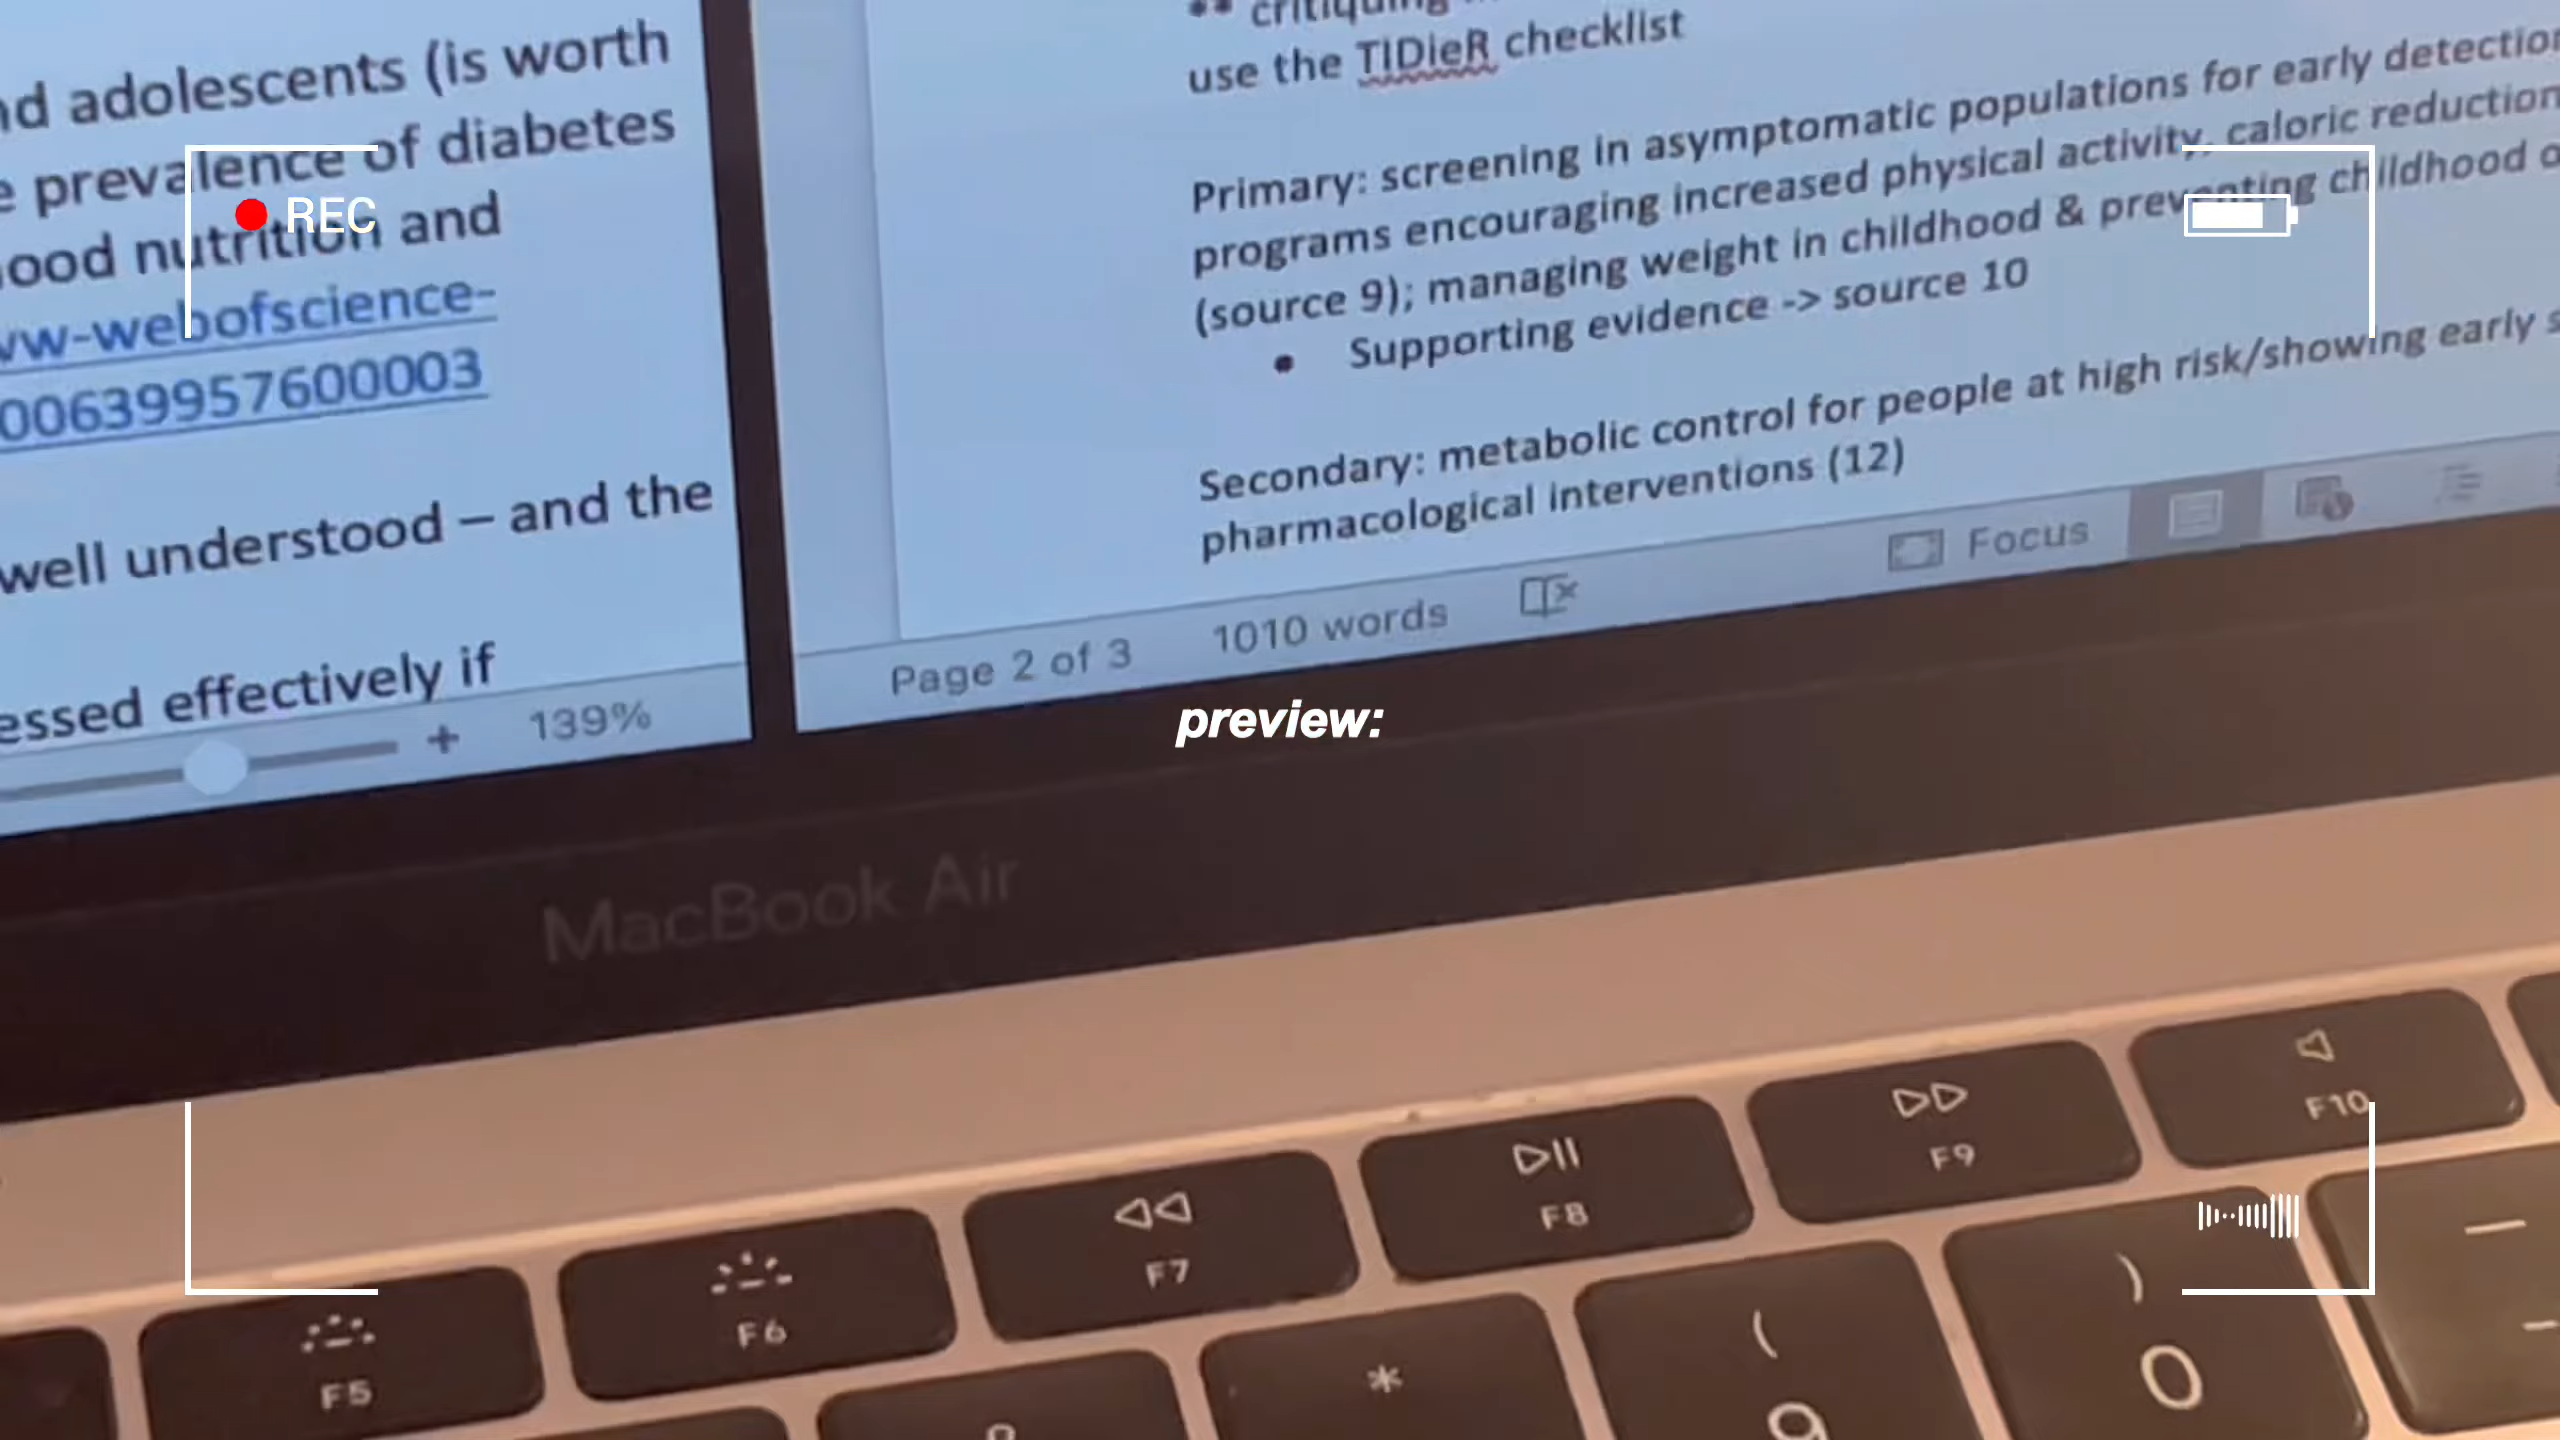 nd adolescents (is worth
e prevalence of diabetes
ood nutrition and
vw-webofscience-
00639957600003
well understood – and the
essed effectively if
+ 139%
** critiquing
use the TIDieR checklist
Primary: screening in asymptomatic populations for early detection
programs encouraging increased physical activity, caloric reduction
(source 9); managing weight in childhood & preventing childhood o
• Supporting evidence -> source 10
Secondary: metabolic control for people at high risk/showing early s
pharmacological interventions (12)
Page 2 of 3 1010 words Focus
REC
preview:
MacBook Air
F5 F6 F7 F8 F9 F10
* ( ) —
9 0 -